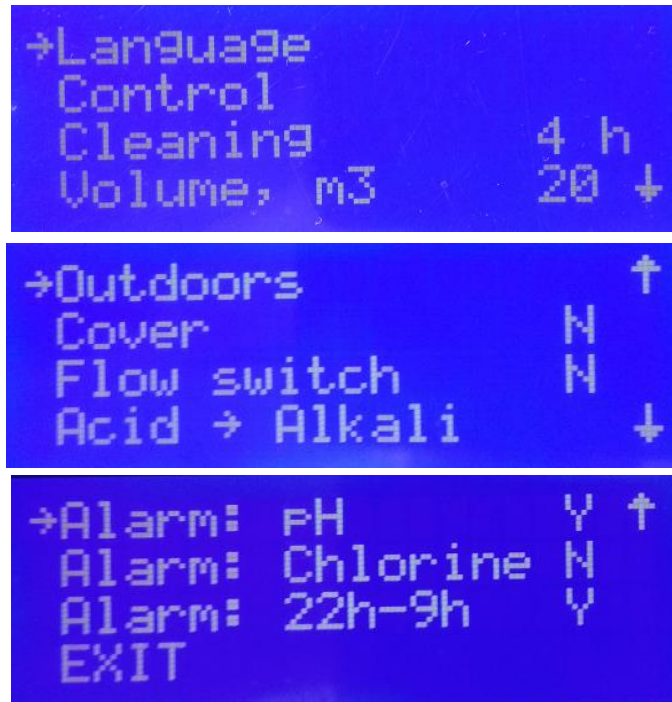 →Language
Control
Cleaning 4 h
Volume, m3 20 ↓
→Outdoors ↑
Cover N
Flow switch N
Acid → Alkali ↓
→Alarm: pH Y ↑
Alarm: Chlorine N
Alarm: 22h-9h Y
EXIT